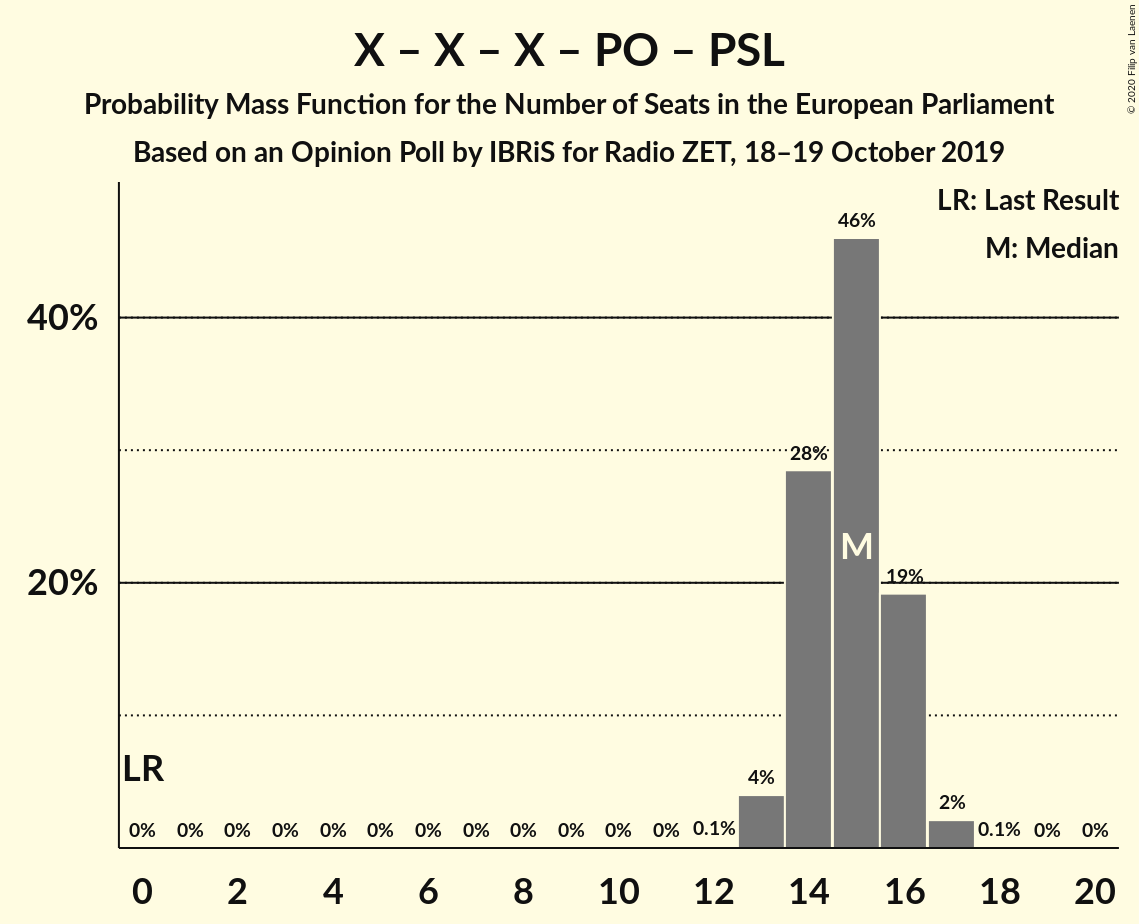 X – X – X – PO – PSL
Probability Mass Function for the Number of Seats in the European Parliament
Based on an Opinion Poll by IBRiS for Radio ZET, 18–19 October 2019
© 2020 Filip van Laenen
LR: Last Result
M: Median
46%
40%
28%
M
20%
19%
LR
4%
2%
0% 0% 0% 0% 0% 0% 0% 0% 0% 0% 0% 0% 0.1% 0.1% 0% 0%
0 2 4 6 8 10 12 14 16 18 20